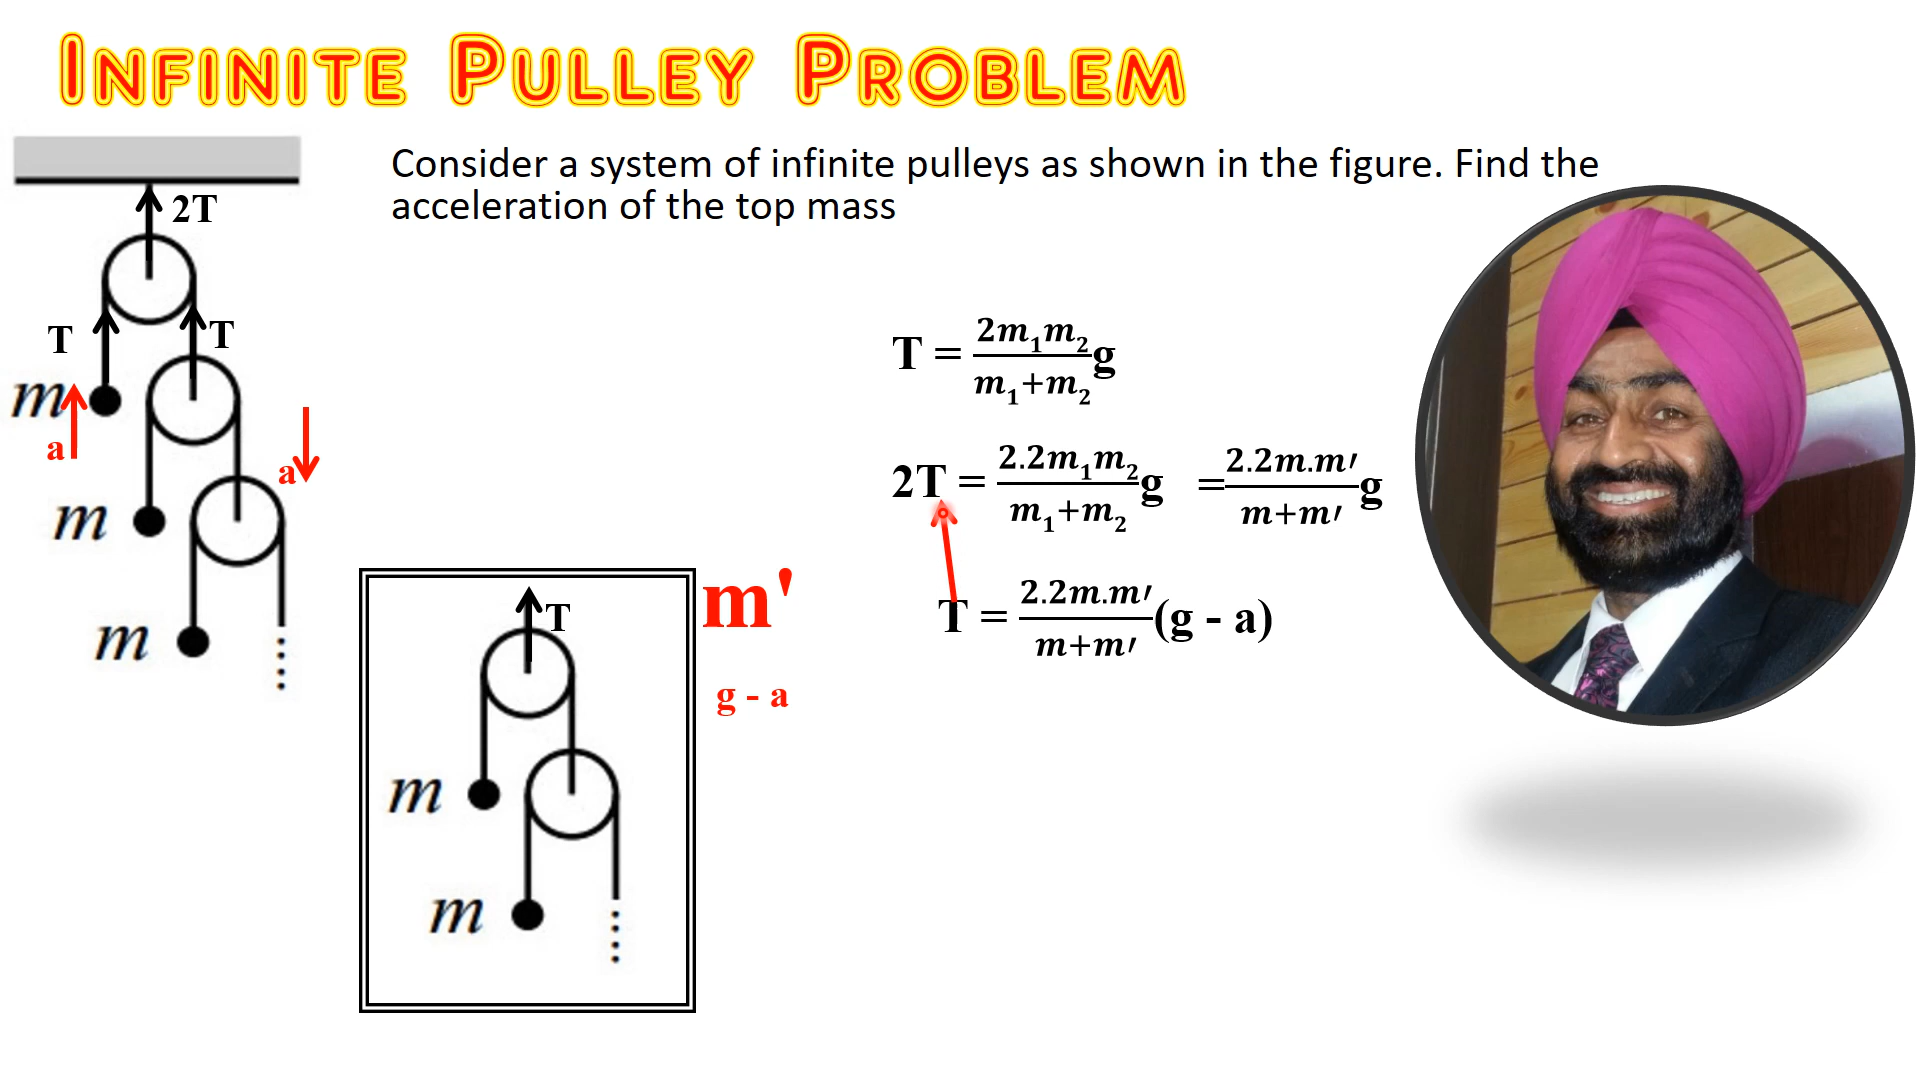 INFINITE PULLEY PROBLEM
Consider a system of infinite pulleys as shown in the figure. Find the
acceleration of the top mass
2T
T
T
m
a
a
m
m
T = 2m₁m₂/m₁+m₂ g
2T = 2.2m₁m₂/m₁+m₂ g = 2.2m.m′/m+m′ g
T = 2.2m.m′/m+m′ (g - a)
T
m'
g - a
m
m